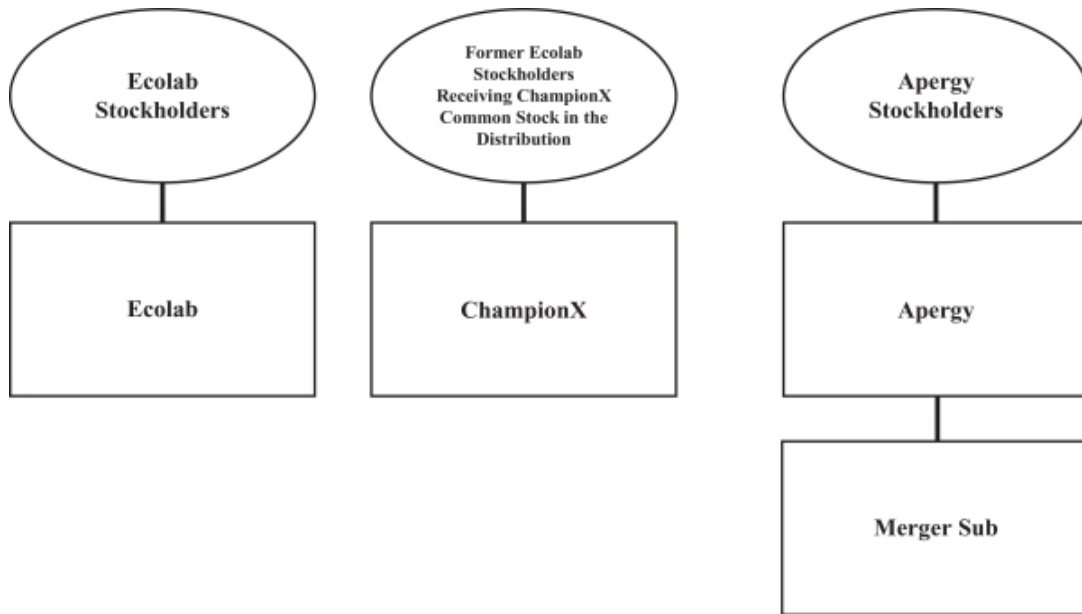 Ecolab
Stockholders
Former Ecolab
Stockholders
Receiving ChampionX
Common Stock in the
Distribution
Apergy
Stockholders
Ecolab
ChampionX
Apergy
Merger Sub